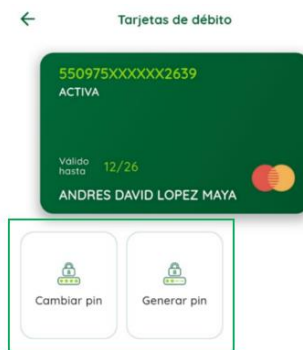 Tarjetas de débito
550975XXXXXX2639
ACTIVA
Válido
hasta 12/26
ANDRES DAVID LOPEZ MAYA
Cambiar pin Generar pin